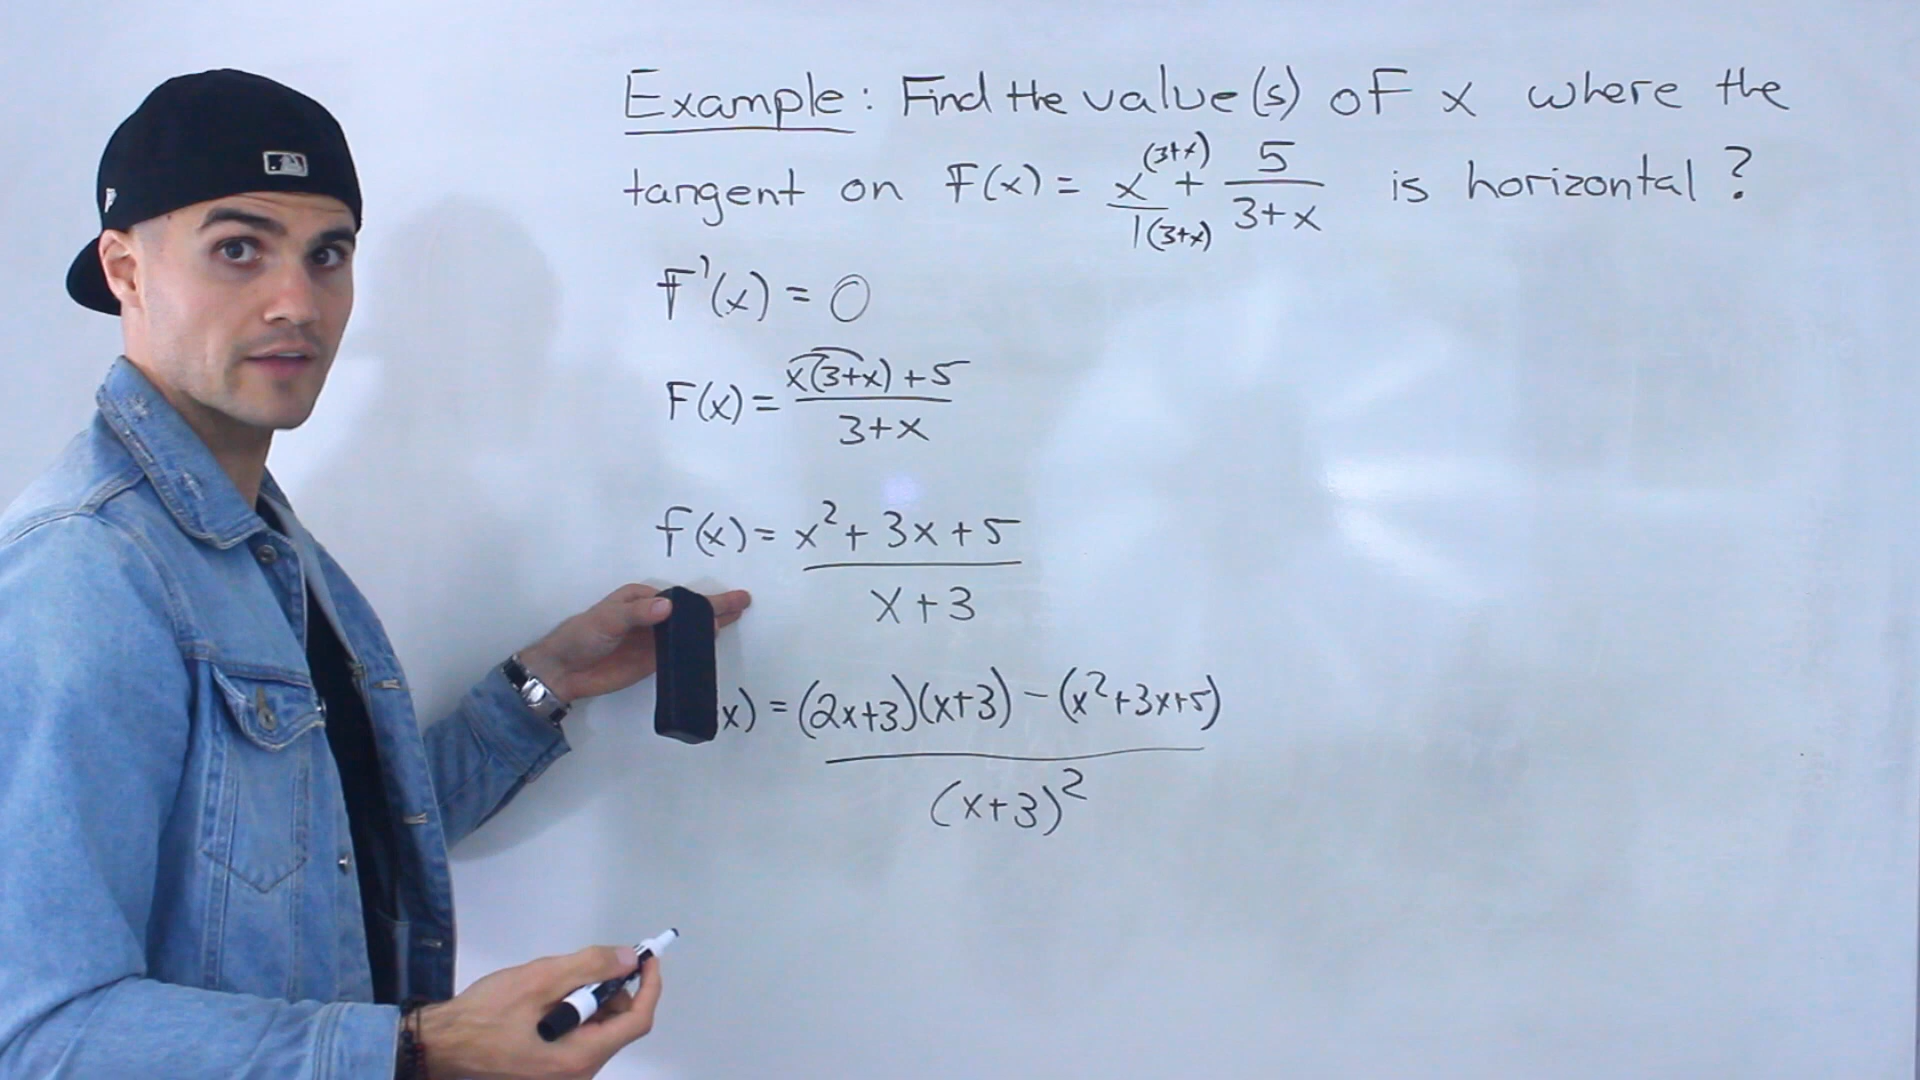 Example: Find the value(s) of x where the
tangent on F(x) = x(3+x)/1(3+x) + 5/3+x is horizontal?
F'(x) = 0
F(x) = x(3+x)+5
3+x
f(x) = x²+3x+5
x+3
x) = (2x+3)(x+3) - (x²+3x+5)
(x+3)²